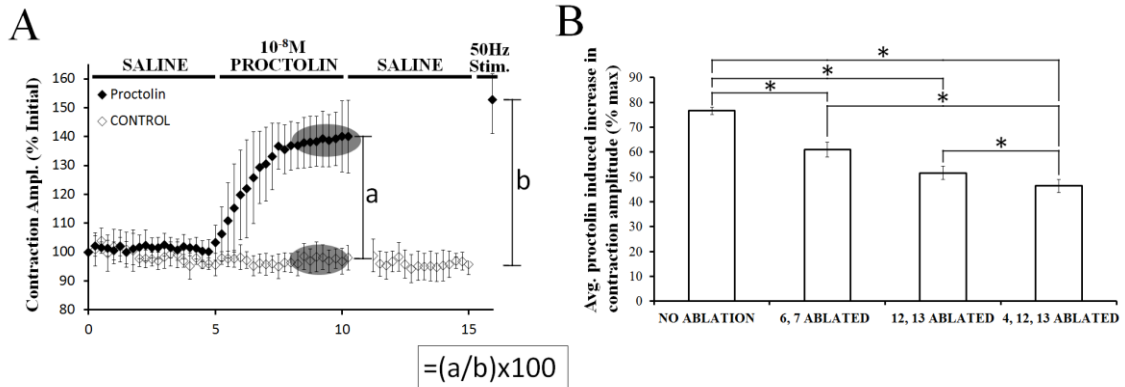 A
SALINE
10⁻⁸M
PROCTOLIN
SALINE
50Hz
Stim.
Contraction Ampl. (% Initial)
160
150
140
130
120
110
100
90
80
Proctolin
CONTROL
a
b
0
5
10
15
=(a/b)x100
B
Avg. proctolin induced increase in
contraction amplitude (% max)
90
80
70
60
50
40
30
20
10
0
*
*
*
*
*
NO ABLATION
6, 7 ABLATED
12, 13 ABLATED
4, 12, 13 ABLATED